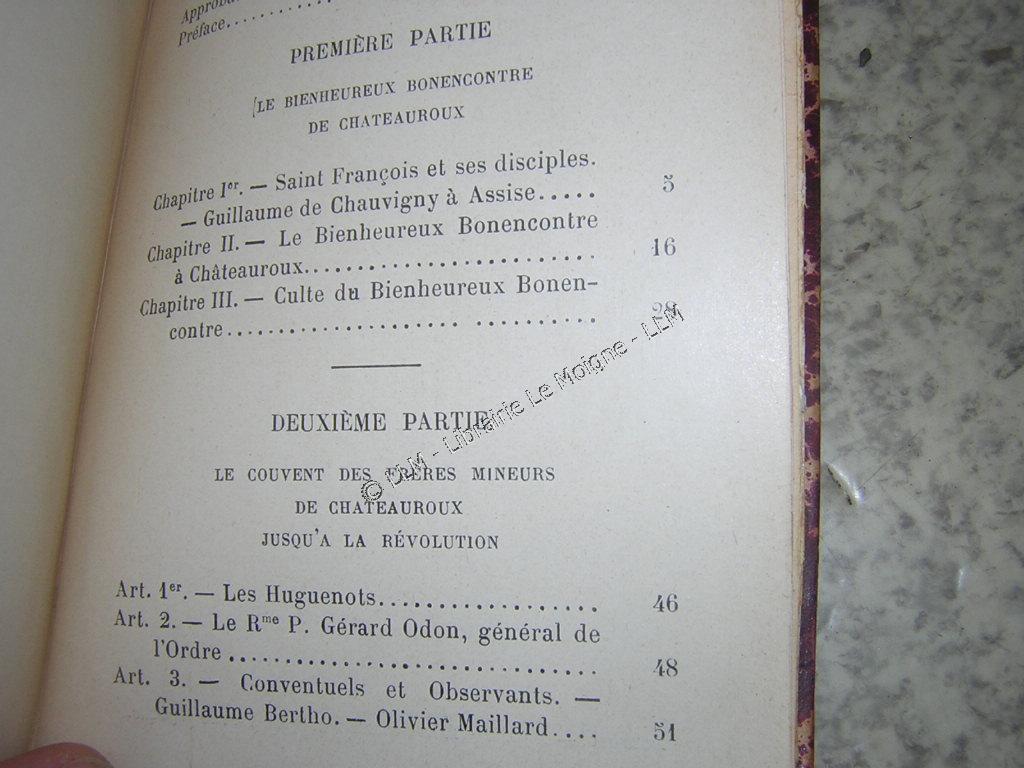 Préface
PREMIÈRE PARTIE
LE BIENHEUREUX BONENCONTRE
DE CHATEAUROUX
Chapitre Ier. — Saint François et ses disciples.
— Guillaume de Chauvigny à Assise..... 5
Chapitre II. — Le Bienheureux Bonencontre
à Châteauroux........................... 16
Chapitre III. — Culte du Bienheureux Bonen-
contre.................... ..........
DEUXIÈME PARTIE
LE COUVENT DES FRÈRES MINEURS
DE CHATEAUROUX
JUSQU'A LA RÉVOLUTION
Art. 1er. — Les Huguenots.................. 46
Art. 2. — Le Rme P. Gérard Odon, général de
l'Ordre ................................ 48
Art. 3. — Conventuels et Observants. —
Guillaume Bertho. — Olivier Maillard.... 51
© DLM - Librairie Le Moigne - LLM